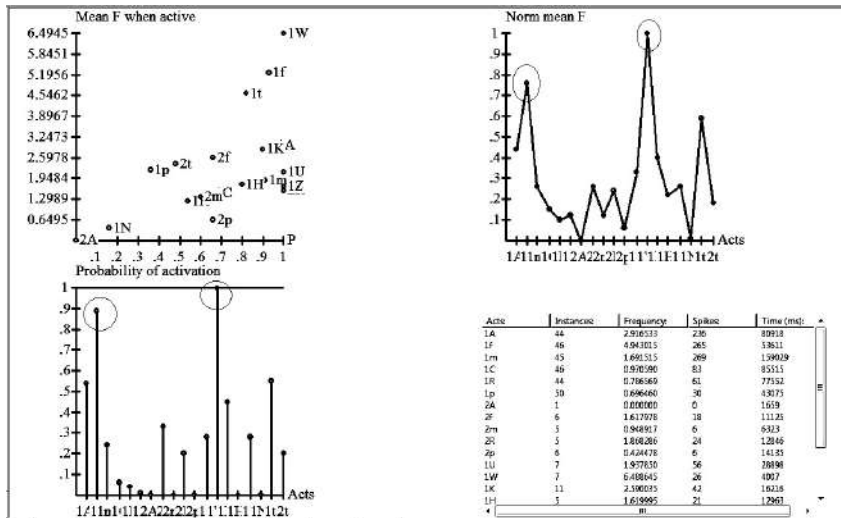 Mean F when active
6.4945
5.8451
5.1956
4.5462
3.8967
3.2473
2.5978
1.9484
1.2989
0.6495
1W
1f
1t
1K
A
2f
2t
1p
1U
1H
1m
1Z
2mC
2p
1N
2A
P
.1 .2 .3 .4 .5 .6 .7 .8 .9 1
Norm mean F
1
.9
.8
.7
.6
.5
.4
.3
.2
.1
Acts
Probability of activation
1
.9
.8
.7
.6
.5
.4
.3
.2
.1
Acts
Acts Instances: Frequency: Spikes: Time (ms):
1A 44 2.916533 236 80918
1F 46 4.943015 265 53611
1m 45 1.691515 269 159029
1C 46 0.970590 83 85515
1R 44 0.786569 61 77552
1p 50 0.696460 30 43075
2A 1 0.000000 0 1659
2F 6 1.617978 18 11125
2m 5 0.948917 6 6323
2R 5 1.868286 24 12846
2p 6 0.424478 6 14135
1U 7 1.937850 56 28898
1W 7 6.488645 26 4007
1K 11 2.590035 42 16216
1H 5 1.619995 21 12963